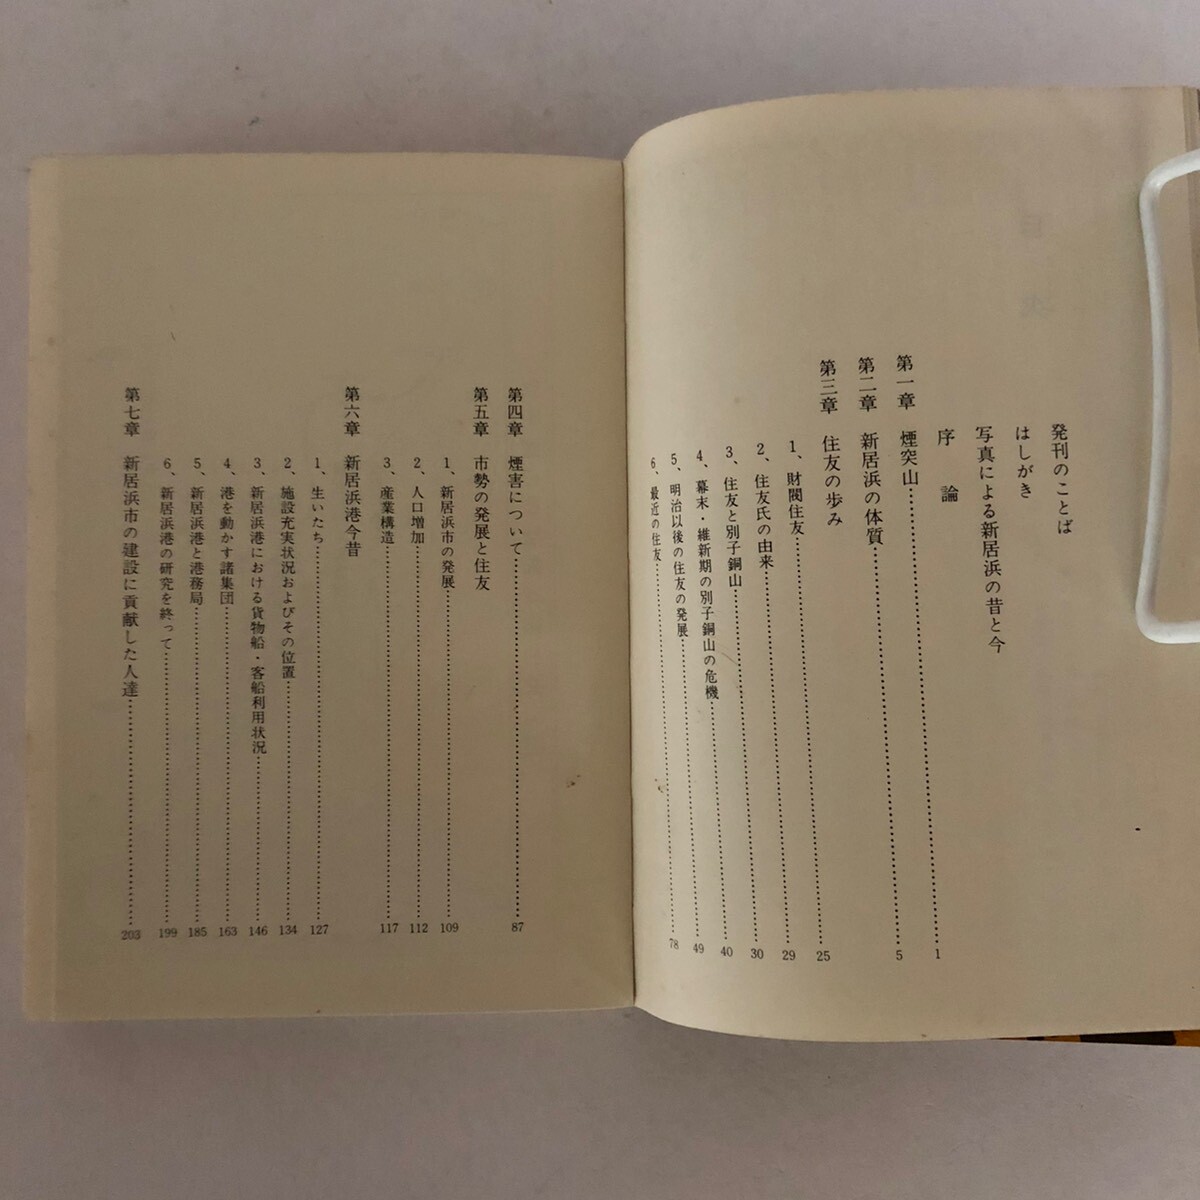 発刊のことば
はしがき
写真による新居浜の昔と今
序 論
第一章 煙突山……………1
第二章 新居浜の体質……………5
第三章 住友の歩み
1、財閥住友……………25
2、住友氏の由来……………29
3、住友と別子銅山……………30
4、幕末・維新期の別子銅山の危機……………40
5、明治以後の住友の発展……………49
6、最近の住友……………78
第四章 煙害について……………87
第五章 市勢の発展と住友
1、新居浜市の発展……………109
2、人口増加……………112
3、産業構造……………117
第六章 新居浜港今昔
1、生いたち……………127
2、施設充実状況およびその位置……………134
3、新居浜港における貨物船・客船利用状況……………146
4、港を動かす諸集団……………163
5、新居浜港と港務局……………185
6、新居浜港の研究を終って……………199
第七章 新居浜市の建設に貢献した人達……………203